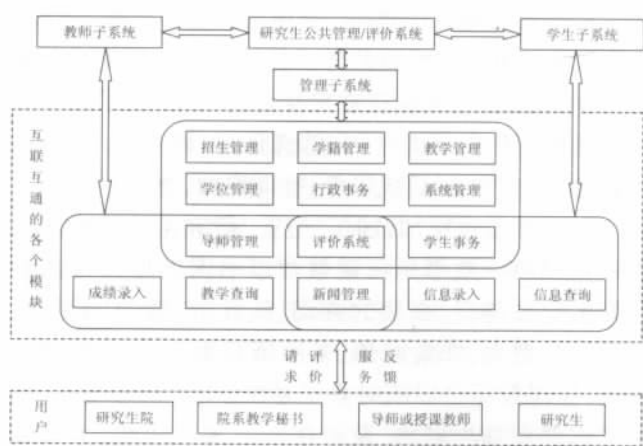 教师子系统 研究生公共管理/评价系统 学生子系统
管理子系统
互联互通的各个模块
招生管理 学籍管理 教学管理
学位管理 行政事务 系统管理
导师管理 评价系统 学生事务
成绩录入 教学查询 新闻管理 信息录入 信息查询
请求 评价 服务 反馈
用户
研究生院 院系教学秘书 导师或授课教师 研究生